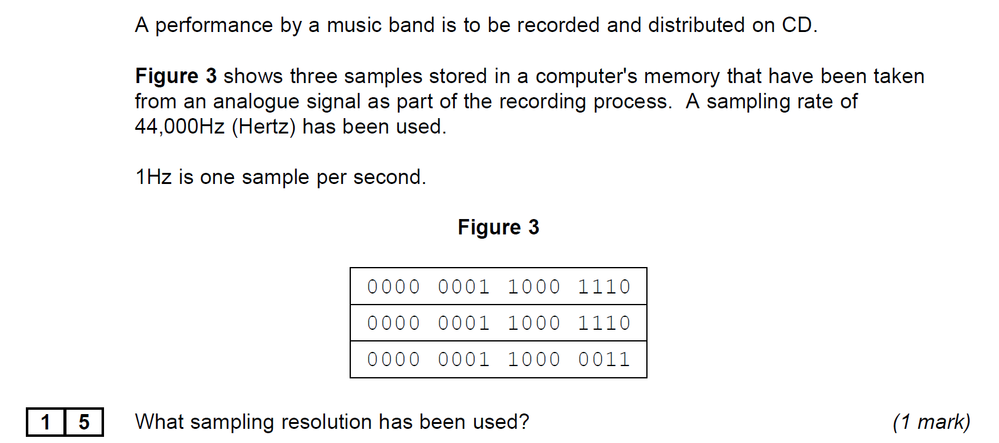 A performance by a music band is to be recorded and distributed on CD.
Figure 3 shows three samples stored in a computer's memory that have been taken
from an analogue signal as part of the recording process.  A sampling rate of
44,000Hz (Hertz) has been used.
1Hz is one sample per second.
Figure 3
0000 0001 1000 1110
0000 0001 1000 1110
0000 0001 1000 0011
1 5 What sampling resolution has been used? (1 mark)